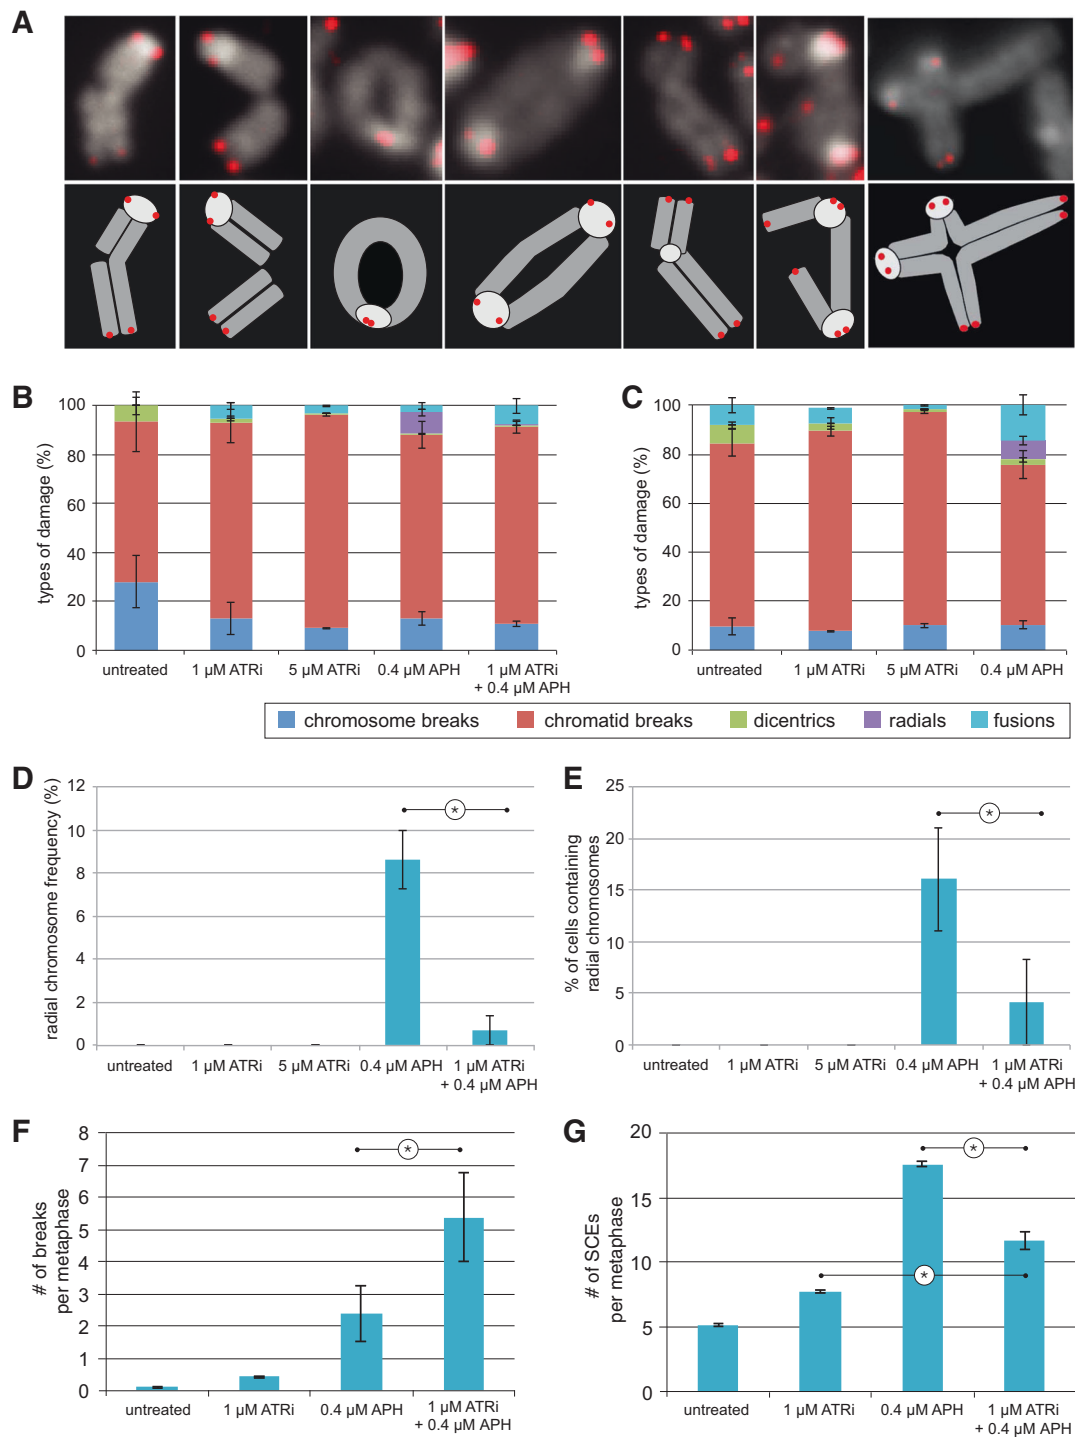 A
B
types of damage (%)
100
80
60
40
20
0
untreated
1 µM ATRi
5 µM ATRi
0.4 µM APH
1 µM ATRi
+ 0.4 µM APH
C
types of damage (%)
100
80
60
40
20
0
untreated
1 µM ATRi
5 µM ATRi
0.4 µM APH
chromosome breaks
chromatid breaks
dicentrics
radials
fusions
D
radial chromosome frequency (%)
12
10
8
6
4
2
0
*
untreated
1 µM ATRi
5 µM ATRi
0.4 µM APH
1 µM ATRi
+ 0.4 µM APH
E
% of cells containing
radial chromosomes
25
20
15
10
5
0
*
untreated
1 µM ATRi
5 µM ATRi
0.4 µM APH
1 µM ATRi
+ 0.4 µM APH
F
# of breaks
per metaphase
8
7
6
5
4
3
2
1
0
*
untreated
1 µM ATRi
0.4 µM APH
1 µM ATRi
+ 0.4 µM APH
G
# of SCEs
per metaphase
20
15
10
5
0
*
*
untreated
1 µM ATRi
0.4 µM APH
1 µM ATRi
+ 0.4 µM APH